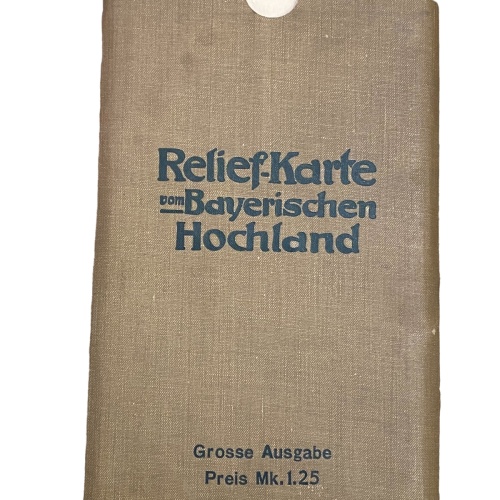 Relief-Karte
vom Bayerischen
Hochland
Grosse Ausgabe
Preis Mk. 1.25